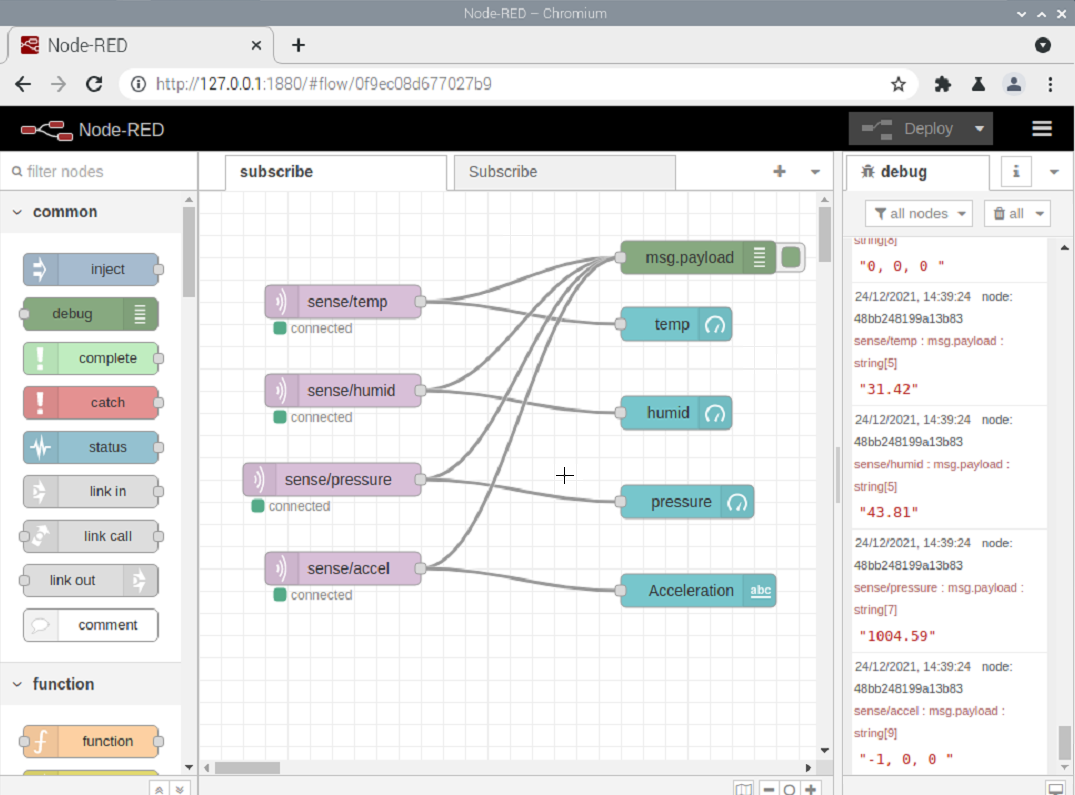 Node-RED – Chromium
Node-RED
http://127.0.0.1:1880/#flow/0f9ec08d677027b9
Node-RED
Deploy
filter nodes
common
inject
debug
complete
catch
status
link in
link call
link out
comment
function
function
subscribe
Subscribe
sense/temp
connected
sense/humid
connected
sense/pressure
connected
sense/accel
connected
msg.payload
temp
humid
pressure
Acceleration
abc
debug
i
all nodes
all
string[8]
"0, 0, 0 "
24/12/2021, 14:39:24 node:
48bb248199a13b83
sense/temp : msg.payload :
string[5]
"31.42"
24/12/2021, 14:39:24 node:
48bb248199a13b83
sense/humid : msg.payload :
string[5]
"43.81"
24/12/2021, 14:39:24 node:
48bb248199a13b83
sense/pressure : msg.payload :
string[7]
"1004.59"
24/12/2021, 14:39:24 node:
48bb248199a13b83
sense/accel : msg.payload :
string[9]
"-1, 0, 0 "